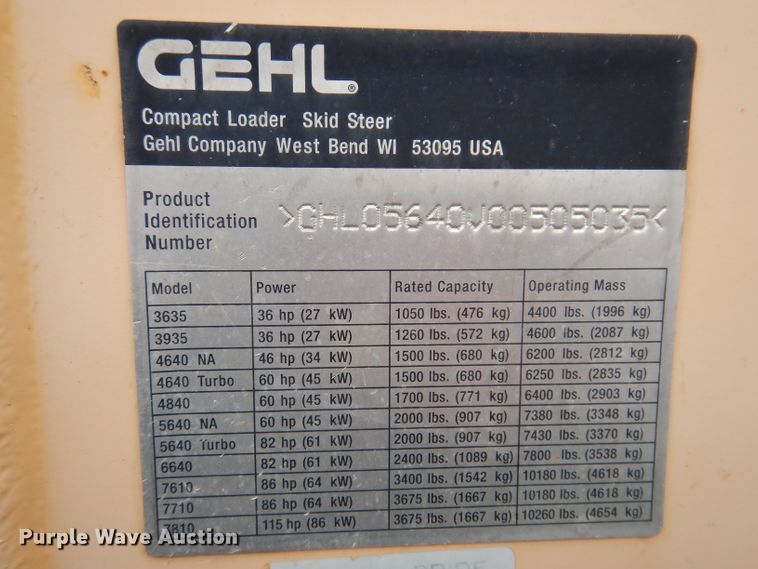 GEHL®
Compact Loader Skid Steer
Gehl Company West Bend WI 53095 USA
Product
Identification
Number
>GHL05640V00505035<
Model Power Rated Capacity Operating Mass
3635 36 hp (27 kW) 1050 lbs. (476 kg) 4400 lbs. (1996 kg)
3935 36 hp (27 kW) 1260 lbs. (572 kg) 4600 lbs. (2087 kg)
4640 NA 46 hp (34 kW) 1500 lbs. (680 kg) 6200 lbs. (2812 kg)
4640 Turbo 60 hp (45 kW) 1500 lbs. (680 kg) 6250 lbs. (2835 kg)
4840 60 hp (45 kW) 1700 lbs. (771 kg) 6400 lbs. (2903 kg)
5640 NA 60 hp (45 kW) 2000 lbs. (907 kg) 7380 lbs. (3348 kg)
5640 Turbo 82 hp (61 kW) 2000 lbs. (907 kg) 7430 lbs. (3370 kg)
6640 82 hp (61 kW) 2400 lbs. (1089 kg) 7800 lbs. (3538 kg)
7610 86 hp (64 kW) 3400 lbs. (1542 kg) 10180 lbs. (4618 kg)
7710 86 hp (64 kW) 3675 lbs. (1667 kg) 10180 lbs. (4618 kg)
7810 115 hp (86 kW) 3675 lbs. (1667 kg) 10260 lbs. (4654 kg)
Purple Wave Auction